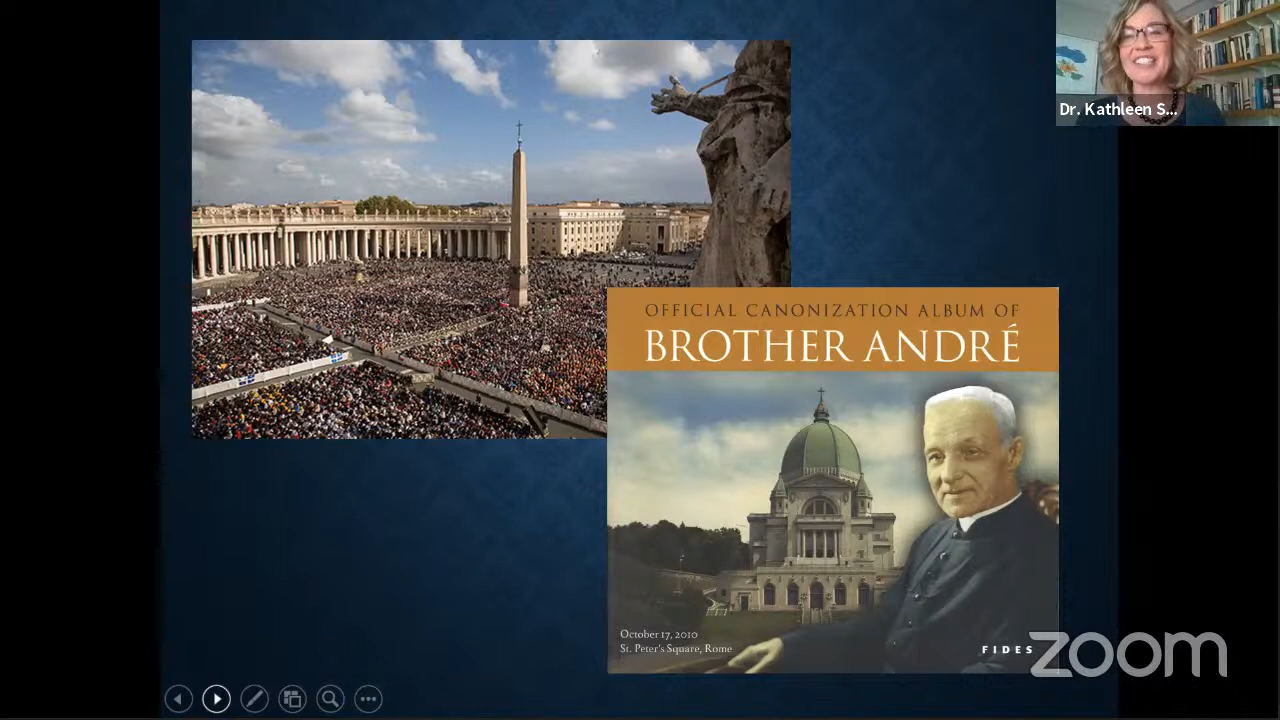 Dr. Kathleen S...
OFFICIAL CANONIZATION ALBUM OF
BROTHER ANDRÉ
October 17, 2010
St. Peter's Square, Rome
FIDES
zoom